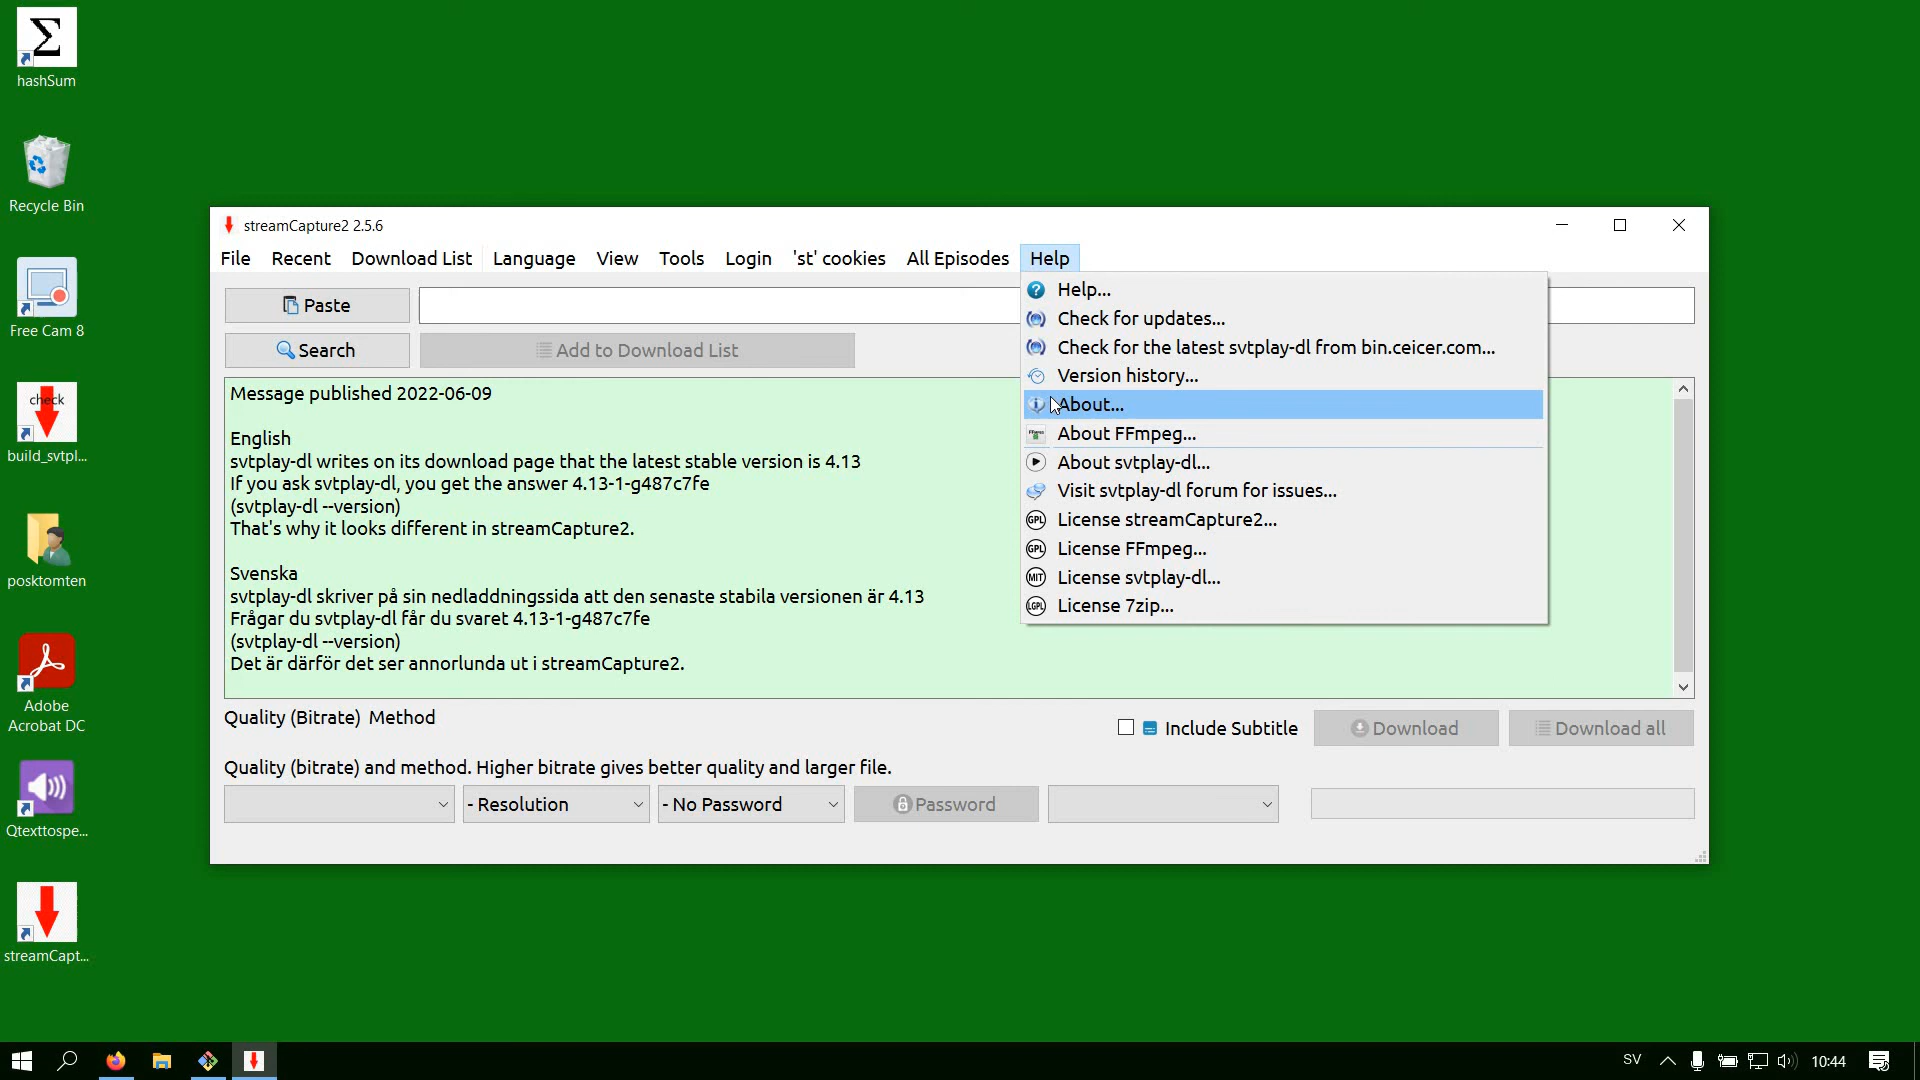 Σ
hashSum
Recycle Bin
Free Cam 8
check
build_svtpl...
posktomten
Adobe
Acrobat DC
Qtexttospe...
streamCapt...
streamCapture2 2.5.6
File Recent Download List Language View Tools Login 'st' cookies All Episodes Help
Paste
Search
Add to Download List
Help...
Check for updates...
Check for the latest svtplay-dl from bin.ceicer.com...
Version history...
About...
About FFmpeg...
About svtplay-dl...
Visit svtplay-dl forum for issues...
GPL License streamCapture2...
GPL License FFmpeg...
MIT License svtplay-dl...
LGPL License 7zip...
Message published 2022-06-09
English
svtplay-dl writes on its download page that the latest stable version is 4.13
If you ask svtplay-dl, you get the answer 4.13-1-g487c7fe
(svtplay-dl --version)
That's why it looks different in streamCapture2.
Svenska
svtplay-dl skriver på sin nedladdningssida att den senaste stabila versionen är 4.13
Frågar du svtplay-dl får du svaret 4.13-1-g487c7fe
(svtplay-dl --version)
Det är därför det ser annorlunda ut i streamCapture2.
Quality (Bitrate) Method
Include Subtitle
Download
Download all
Quality (bitrate) and method. Higher bitrate gives better quality and larger file.
- Resolution
- No Password
Password
SV
10:44